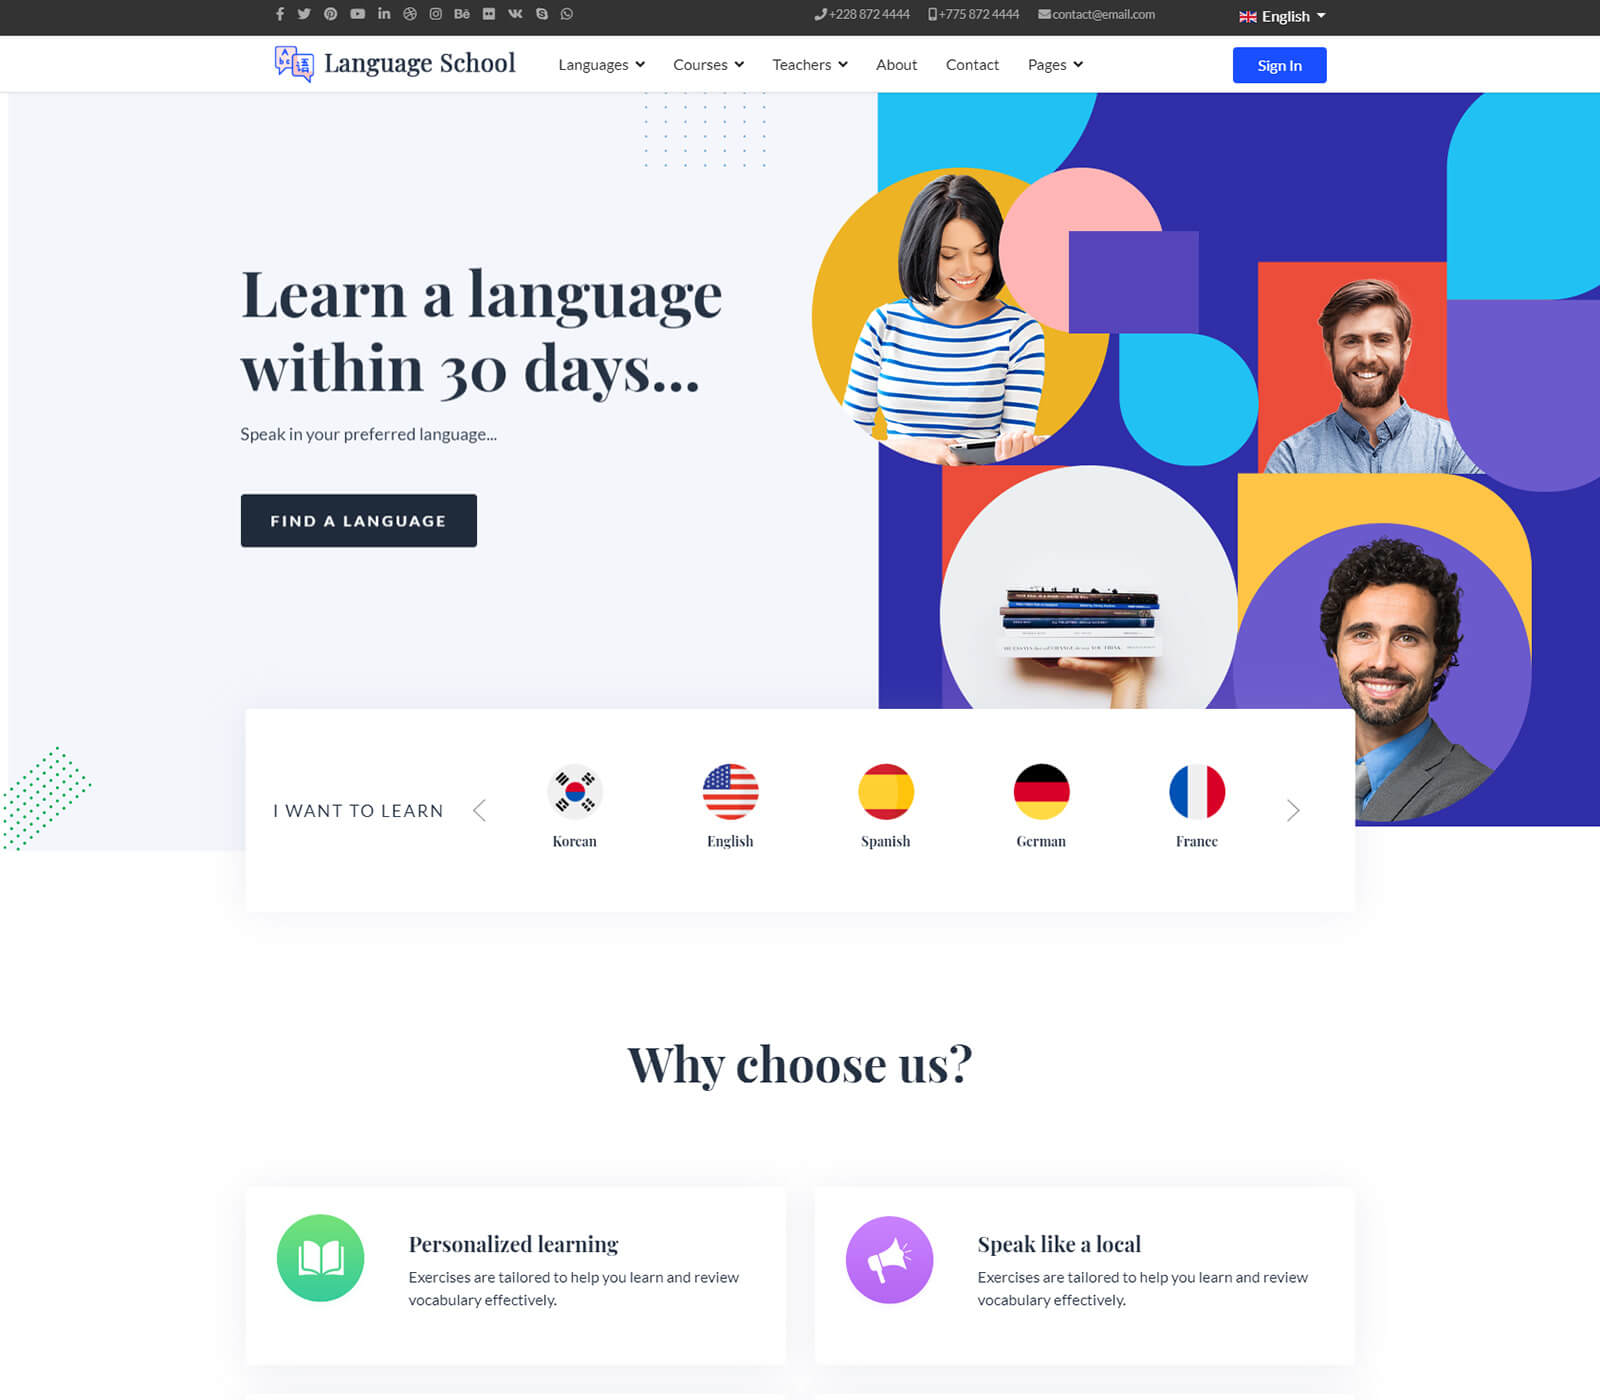 +228 872 4444 +775 872 4444 contact@email.com English
Language School Languages Courses Teachers About Contact Pages Sign In
Learn a language
within 30 days...
Speak in your preferred language...
FIND A LANGUAGE
I WANT TO LEARN
Korean English Spanish German France
Why choose us?
Personalized learning
Exercises are tailored to help you learn and review
vocabulary effectively.
Speak like a local
Exercises are tailored to help you learn and review
vocabulary effectively.